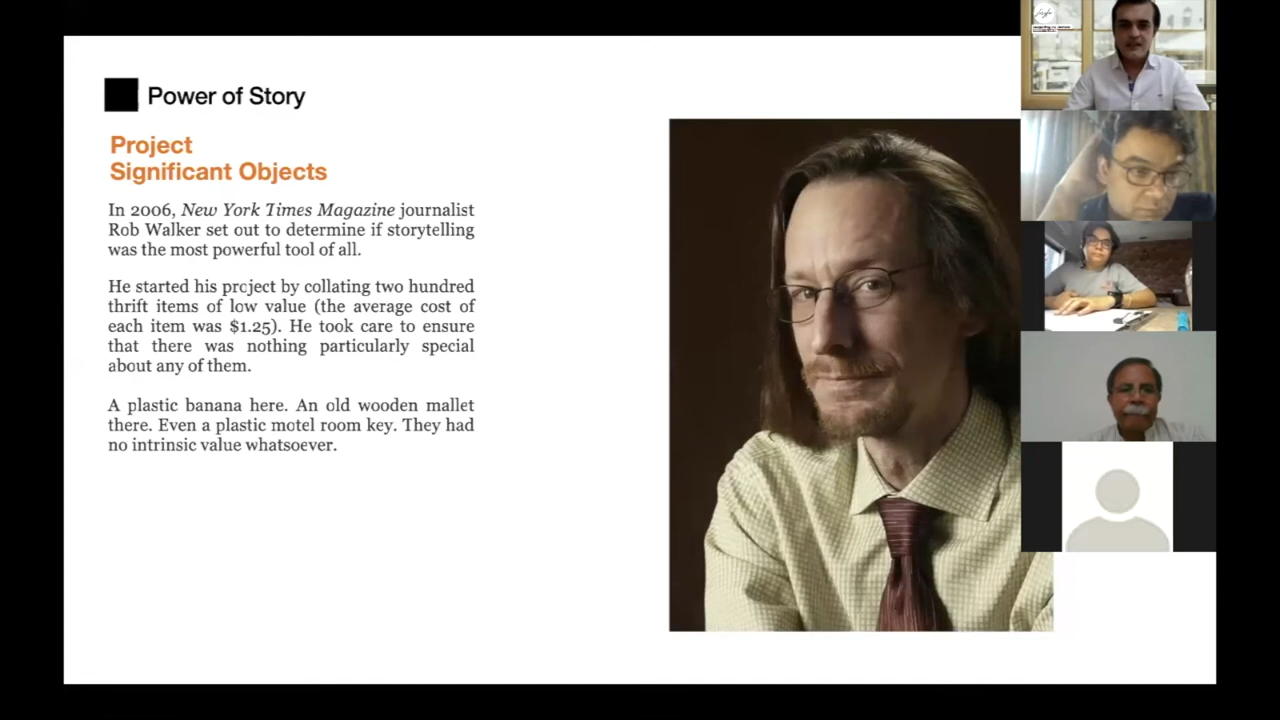 Power of Story
Project
Significant Objects
In 2006, New York Times Magazine journalist
Rob Walker set out to determine if storytelling
was the most powerful tool of all.
He started his project by collating two hundred
thrift items of low value (the average cost of
each item was $1.25). He took care to ensure
that there was nothing particularly special
about any of them.
A plastic banana here. An old wooden mallet
there. Even a plastic motel room key. They had
no intrinsic value whatsoever.